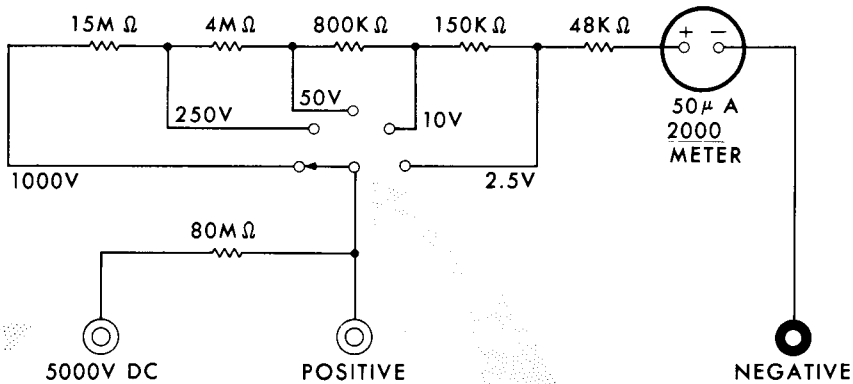 15M Ω 4M Ω 800K Ω 150K Ω 48K Ω
+ −
50V
250V
10V
50μ A
2000
METER
1000V
2.5V
80M Ω
5000V DC POSITIVE NEGATIVE